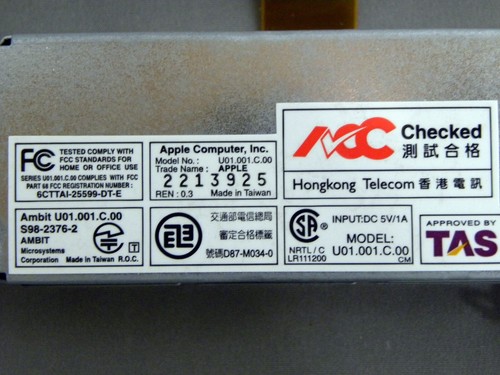 FCC
TESTED COMPLY WITH
FCC STANDARDS FOR
HOME OR OFFICE USE
SERIES U01.001.C.00 COMPLIES WITH FCC
PART 68 FCC REGISTRATION NUMBER :
6CTTAI-25599-DT-E
Apple Computer, Inc.
Model No.: U01.001.C.00
Trade Name : APPLE
2213925
REN : 0.3 Made in Taiwan
ACC Checked
測試合格
Hongkong Telecom 香港電訊
Ambit U01.001.C.00
S98-2376-2
AMBIT
Microsystems
Corporation Made in Taiwan R.O.C.
交通部電信總局
審定合格標籤
號碼D87-M034-0
SA
NRTL / C
LR111200
INPUT:DC 5V/1A
MODEL:
U01.001.C.00
CM
APPROVED BY
TAS